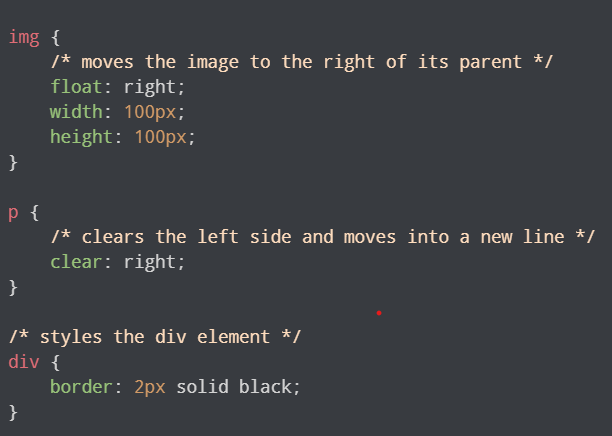 img {
    /* moves the image to the right of its parent */
    float: right;
    width: 100px;
    height: 100px;
}
p {
    /* clears the left side and moves into a new line */
    clear: right;
}
/* styles the div element */
div {
    border: 2px solid black;
}